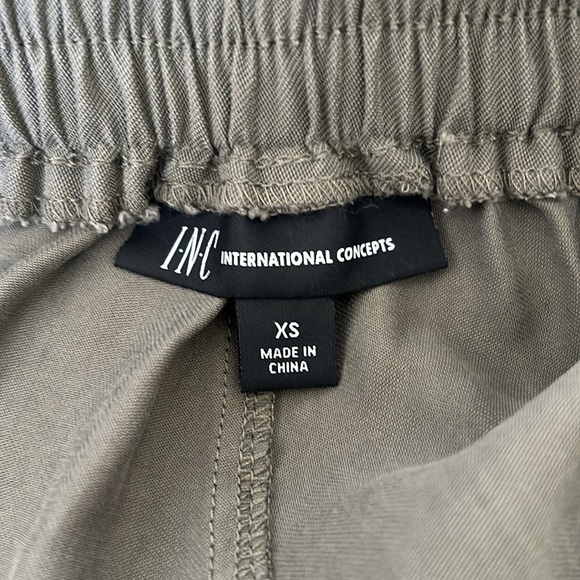 I·N·C INTERNATIONAL CONCEPTS
XS
MADE IN
CHINA